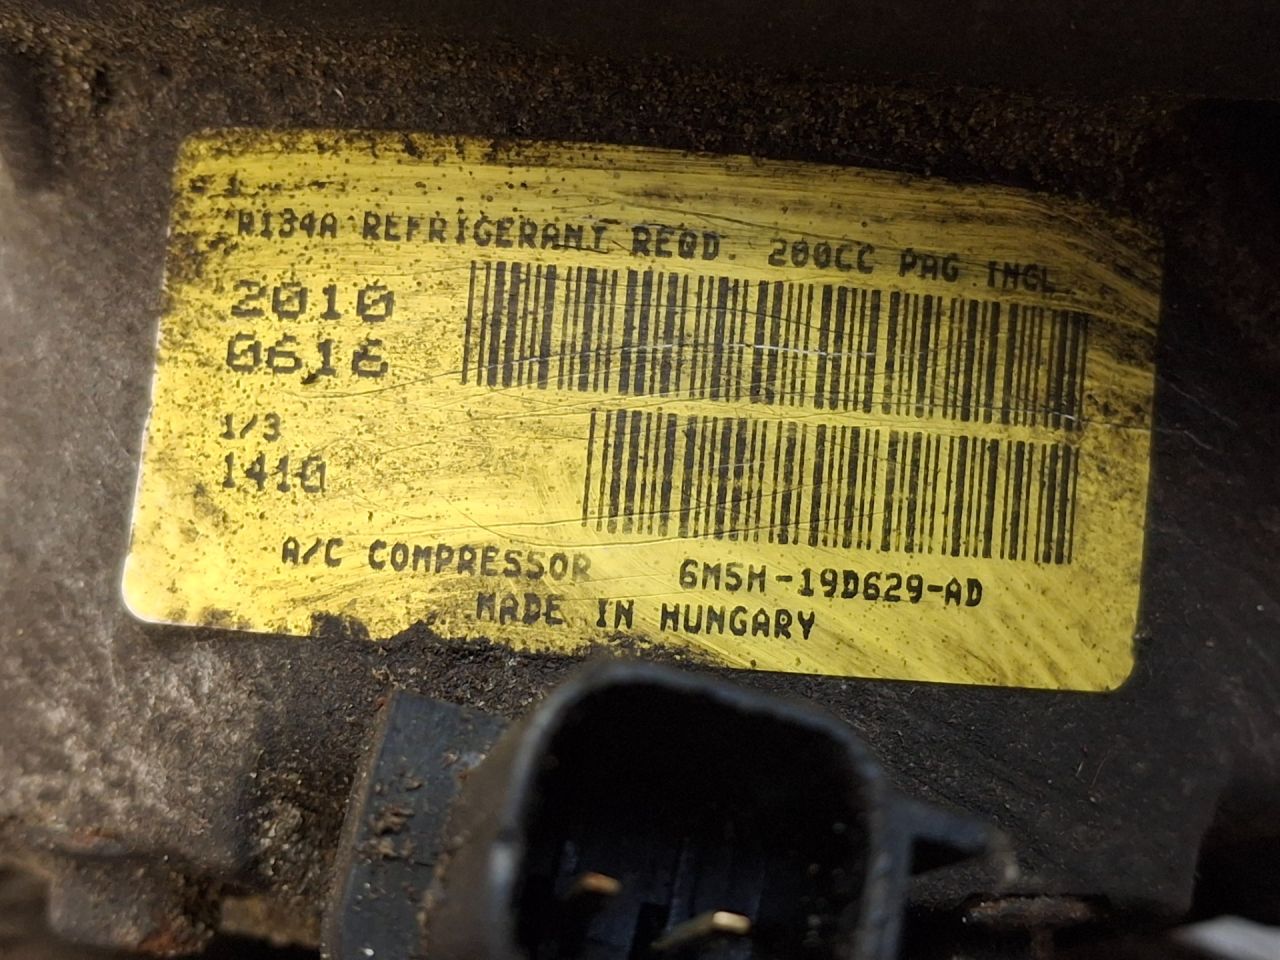 R134A REFRIGERANT REQD. 200CC PAG INCL
2010
0616
1/3
1410
A/C COMPRESSOR 6M5H-19D629-AD
MADE IN HUNGARY